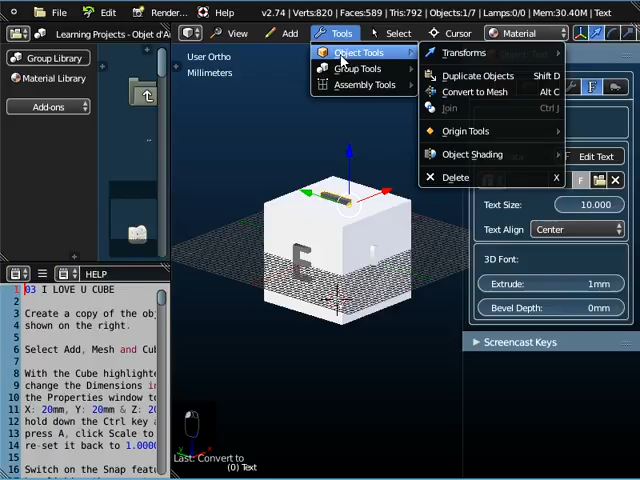 File
Edit
Render...
Help
v2.74 | Verts:820 | Faces:589 | Tris:792 | Objects:1/7 | Lamps:0/0 | Mem:30.40M | Text
Learning Projects - Objet d'A
View
Add
Tools
Select
Cursor
Material
Group Library
Material Library
Add-ons
User Ortho
Millimeters
Object Tools
Group Tools
Assembly Tools
Transforms
Duplicate Objects Shift D
Convert to Mesh Alt C
Join Ctrl J
Origin Tools
Object Shading
Delete X
F Edit Text
F
Text Size: 10.000
Text Align Center
3D Font:
Extrude: 1mm
Bevel Depth: 0mm
Screencast Keys
E
HELP
1 03 I LOVE U CUBE
2
3 Create a copy of the obj
4 shown on the right.
5
6 Select Add, Mesh and Cub
7
8 With the Cube highlighte
9 change the Dimensions in
10 the Properties window to
11 X: 20mm, Y: 20mm & Z: 20
12 hold down the Ctrl key a
13 press A, click Scale to
14 re-set it back to 1.0000
15
16 Switch on the Snap featu
Last: Convert to
(0) Text